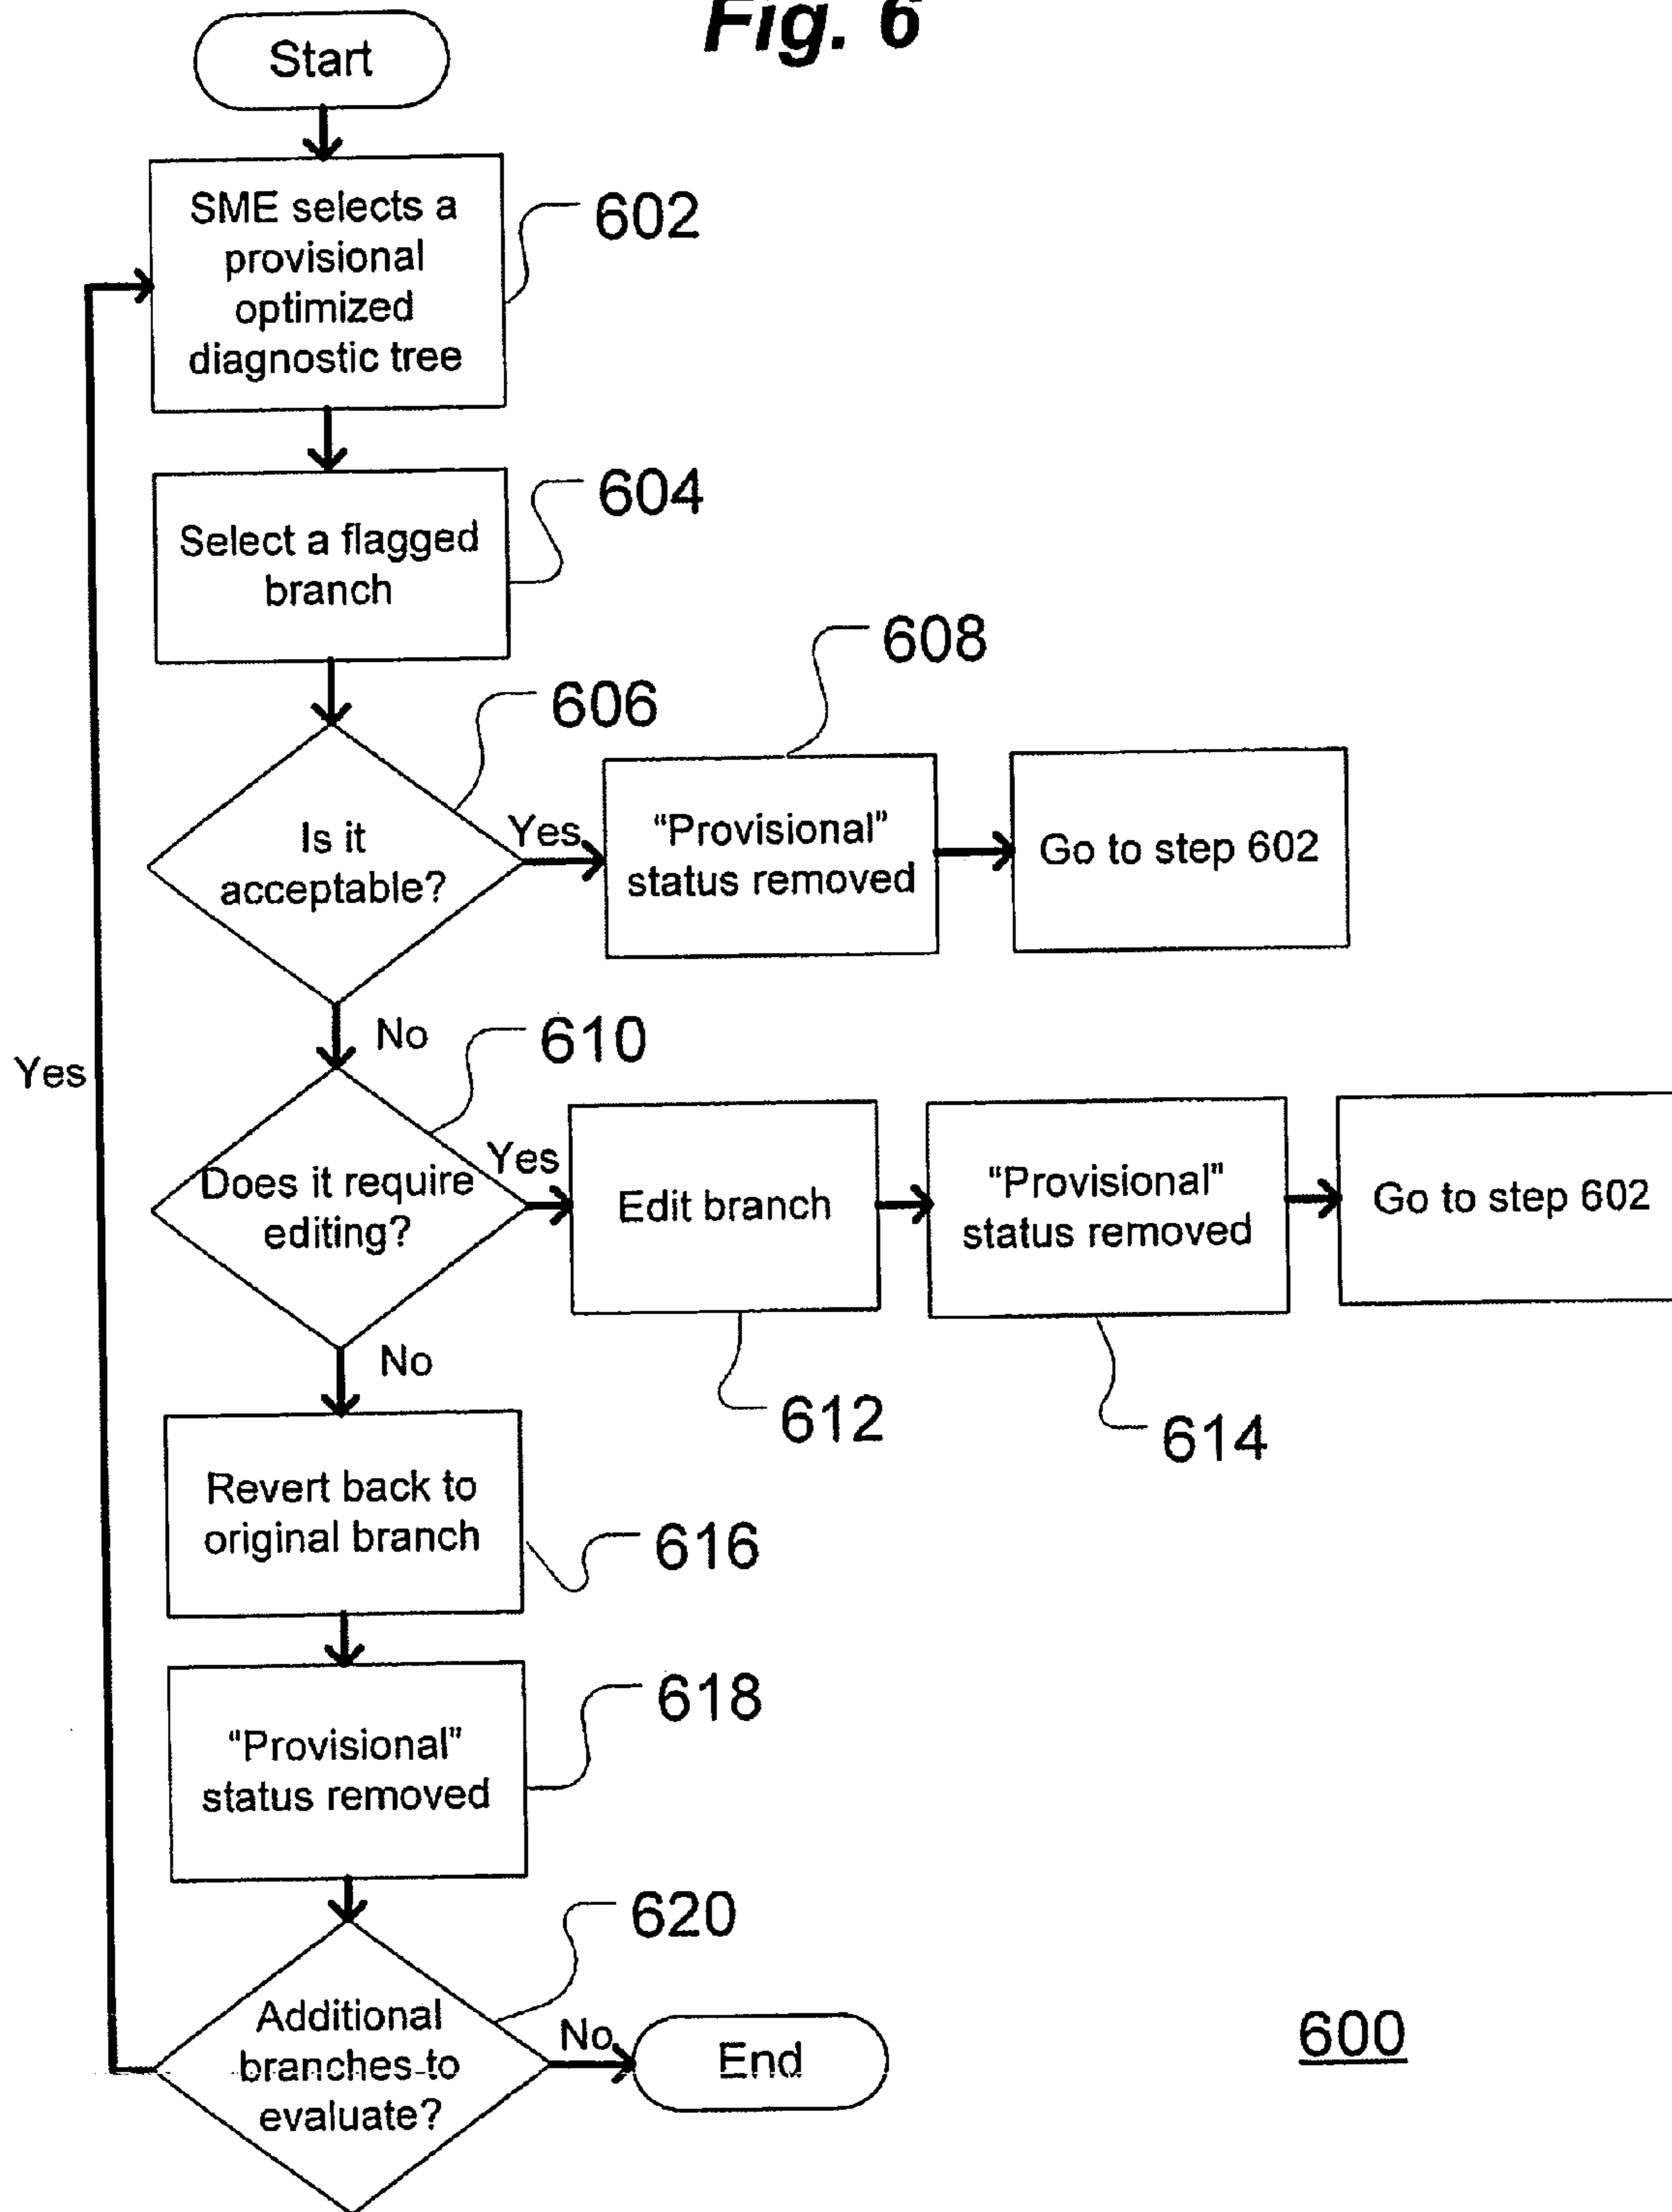 Fig. 6
Start
SME selects a
provisional
optimized
diagnostic tree
602
Select a flagged
branch
604
606
608
Is it
acceptable?
Yes
“Provisional”
status removed
Go to step 602
No
610
Yes
Does it require
editing?
Yes
Edit branch
“Provisional”
status removed
Go to step 602
612
614
No
Revert back to
original branch
616
“Provisional”
status removed
618
620
Additional
branches to
evaluate?
No
End
600